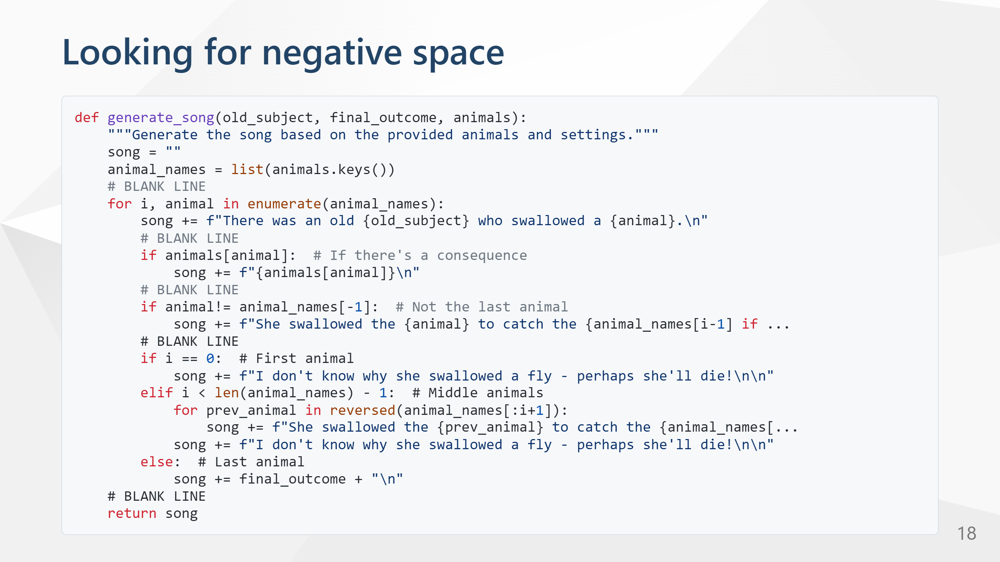 Looking for negative space
def generate_song(old_subject, final_outcome, animals):
    """Generate the song based on the provided animals and settings."""
    song = ""
    animal_names = list(animals.keys())
    # BLANK LINE
    for i, animal in enumerate(animal_names):
        song += f"There was an old {old_subject} who swallowed a {animal}.\n"
        # BLANK LINE
        if animals[animal]:  # If there's a consequence
            song += f"{animals[animal]}\n"
        # BLANK LINE
        if animal!= animal_names[-1]:  # Not the last animal
            song += f"She swallowed the {animal} to catch the {animal_names[i-1] if ...
        # BLANK LINE
        if i == 0:  # First animal
            song += f"I don't know why she swallowed a fly - perhaps she'll die!\n\n"
        elif i < len(animal_names) - 1:  # Middle animals
            for prev_animal in reversed(animal_names[:i+1]):
                song += f"She swallowed the {prev_animal} to catch the {animal_names[...
            song += f"I don't know why she swallowed a fly - perhaps she'll die!\n\n"
        else:  # Last animal
            song += final_outcome + "\n"
    # BLANK LINE
    return song
18